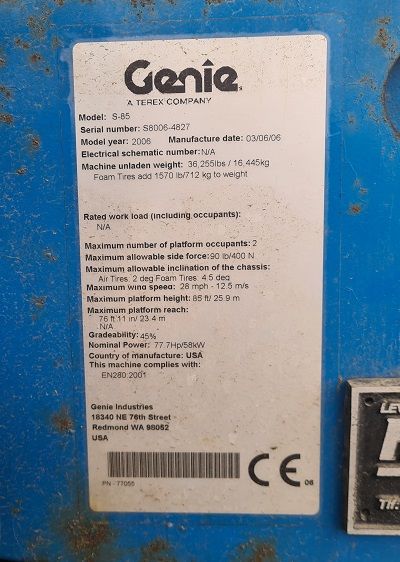 Genie
A TEREX COMPANY
Model: S-85
Serial number: S8006-4827
Model year: 2006 Manufacture date: 03/06/06
Electrical schematic number: N/A
Machine unladen weight: 36,255lbs / 16,445kg
Foam Tires add 1570 lb/712 kg to weight
Rated work load (including occupants):
N/A
Maximum number of platform occupants: 2
Maximum allowable side force: 90 lb/400 N
Maximum allowable inclination of the chassis:
Air Tires: 2 deg Foam Tires: 4.5 deg
Maximum wind speed: 28 mph - 12.5 m/s
Maximum platform height: 85 ft/ 25.9 m
Maximum platform reach:
76 ft 11 in/ 23.4 m
N/A
Gradeability: 45%
Nominal Power: 77.7Hp/58kW
Country of manufacture: USA
This machine complies with:
EN280:2001
Genie Industries
18340 NE 76th Street
Redmond WA 98052
USA
PN - 77055
CE 06